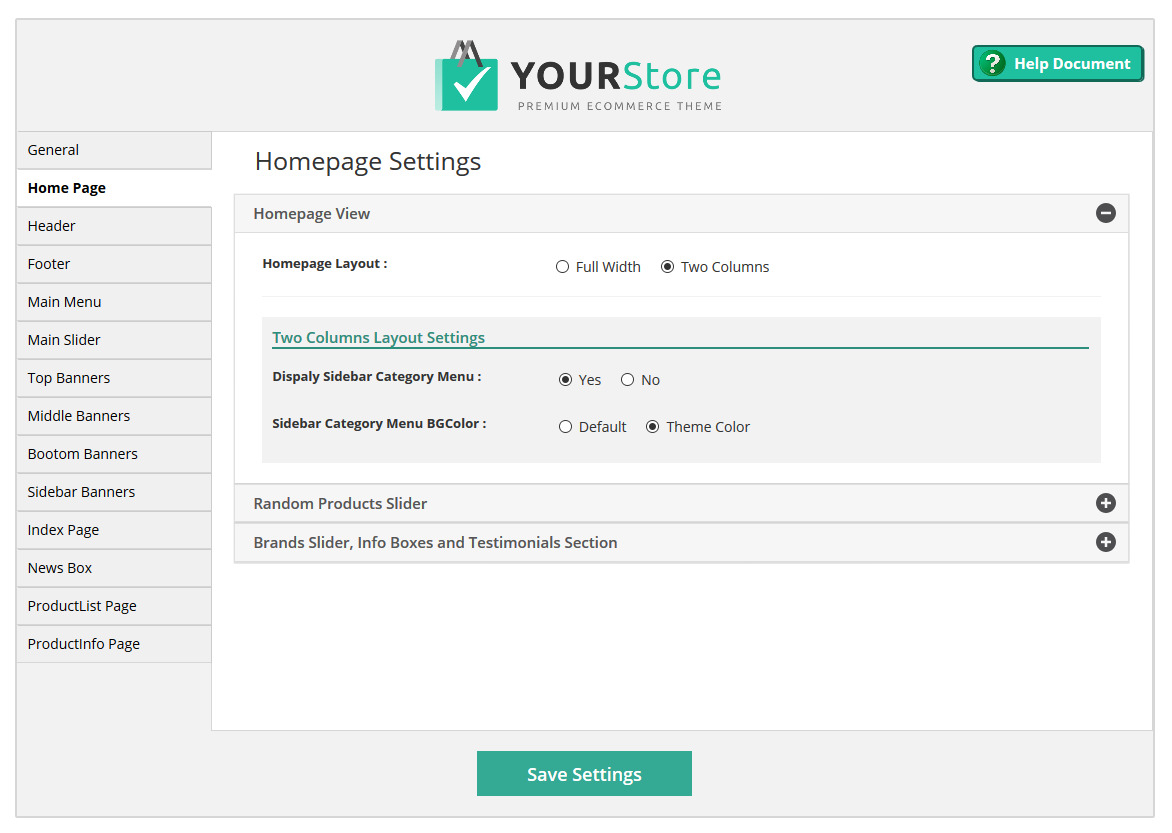 YOURStore
PREMIUM ECOMMERCE THEME
? Help Document
General
Home Page
Header
Footer
Main Menu
Main Slider
Top Banners
Middle Banners
Bootom Banners
Sidebar Banners
Index Page
News Box
ProductList Page
ProductInfo Page
Homepage Settings
Homepage View
Homepage Layout : Full Width Two Columns
Two Columns Layout Settings
Dispaly Sidebar Category Menu : Yes No
Sidebar Category Menu BGColor : Default Theme Color
Random Products Slider
Brands Slider, Info Boxes and Testimonials Section
Save Settings